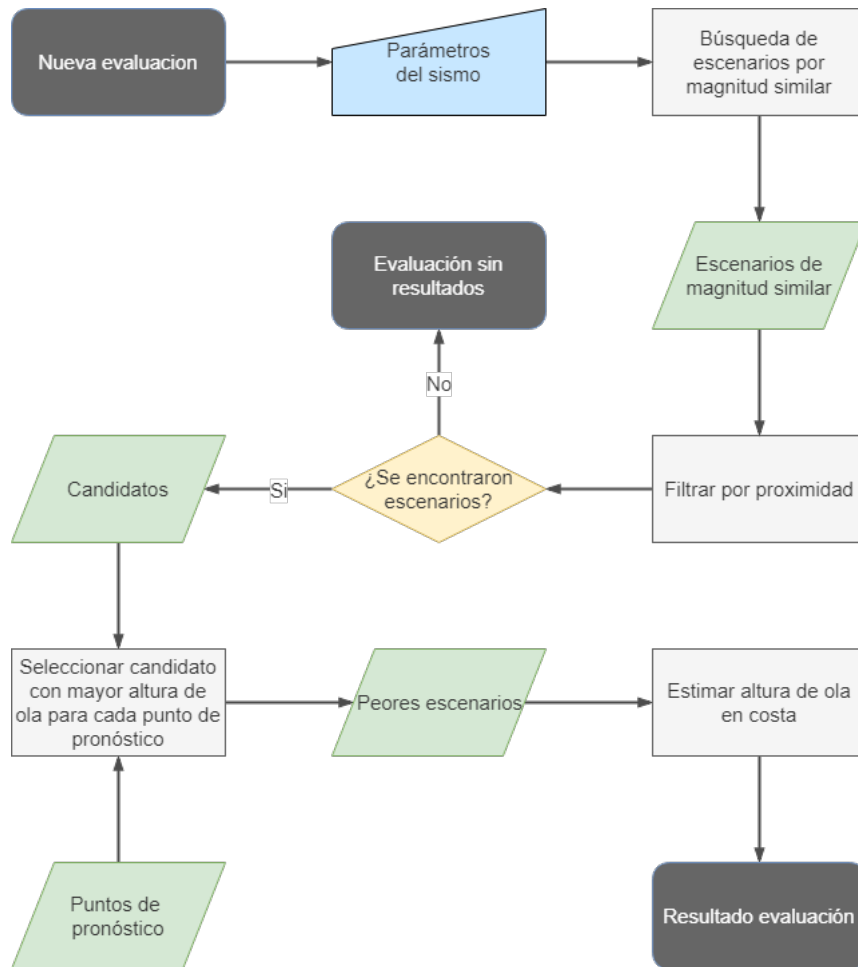 Nueva evaluacion
Parámetros
del sismo
Búsqueda de
escenarios por
magnitud similar
Evaluación sin
resultados
Escenarios de
magnitud similar
No
Candidatos
Si
¿Se encontraron
escenarios?
Filtrar por proximidad
Seleccionar candidato
con mayor altura de
ola para cada punto de
pronóstico
Peores escenarios
Estimar altura de ola
en costa
Puntos de
pronóstico
Resultado evaluación